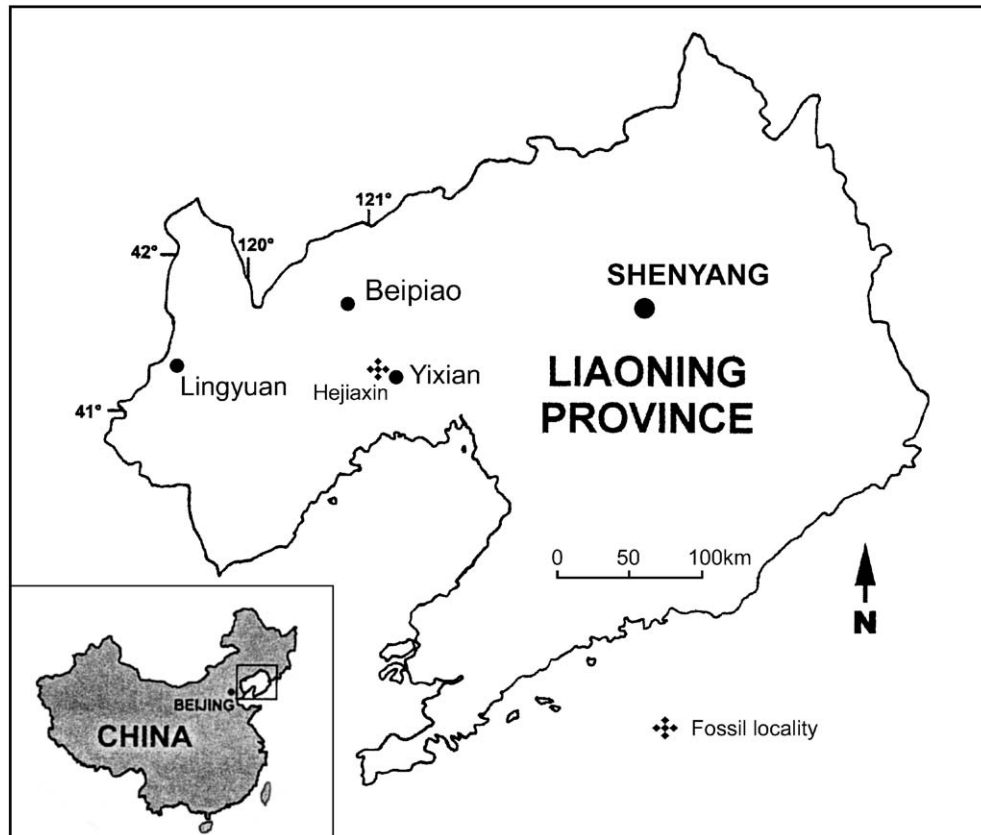 121°
42°
120°
SHENYANG
Beipiao
Lingyuan
Hejiaxin
Yixian
LIAONING
PROVINCE
41°
0 50 100km
N
BEIJING
CHINA
Fossil locality